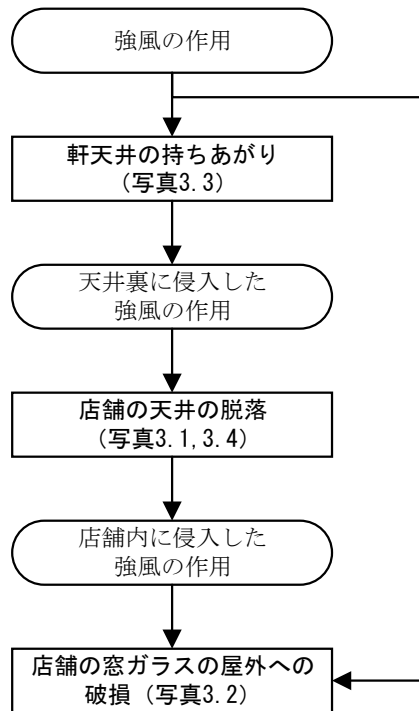 強風の作用
軒天井の持ちあがり
（写真3.3）
天井裏に侵入した
強風の作用
店舗の天井の脱落
（写真3.1,3.4）
店舗内に侵入した
強風の作用
店舗の窓ガラスの屋外への
破損（写真3.2）